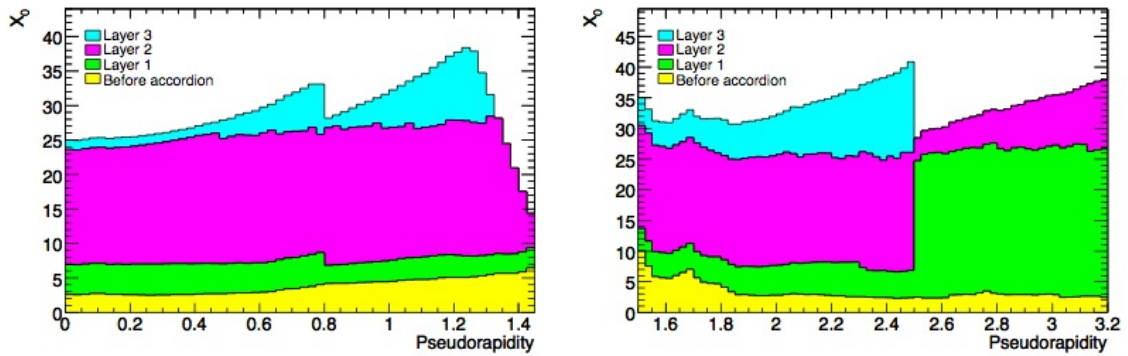 X₀
40
35
30
25
20
15
10
5
0
Layer 3
Layer 2
Layer 1
Before accordion
0 0.2 0.4 0.6 0.8 1 1.2 1.4
Pseudorapidity
X₀
45
40
35
30
25
20
15
10
5
0
Layer 3
Layer 2
Layer 1
Before accordion
1.6 1.8 2 2.2 2.4 2.6 2.8 3 3.2
Pseudorapidity